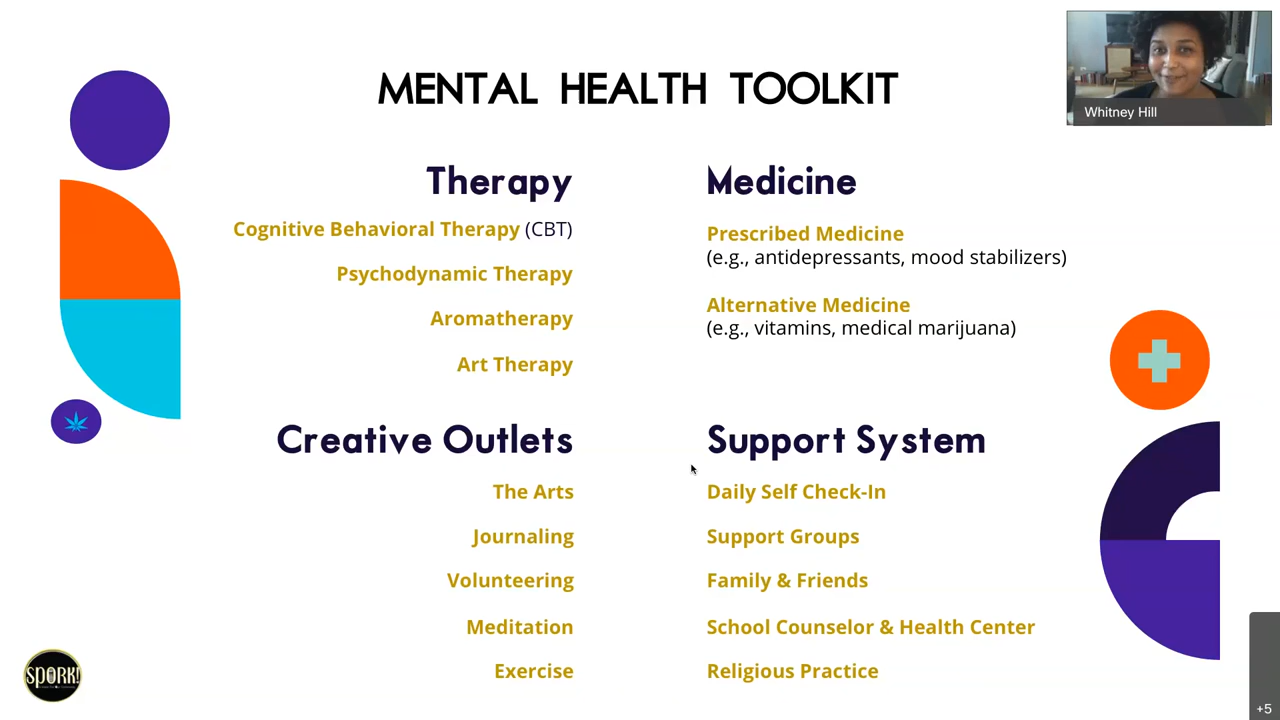 MENTAL HEALTH TOOLKIT
Whitney Hill
Therapy
Cognitive Behavioral Therapy (CBT)
Psychodynamic Therapy
Aromatherapy
Art Therapy
Medicine
Prescribed Medicine
(e.g., antidepressants, mood stabilizers)
Alternative Medicine
(e.g., vitamins, medical marijuana)
Creative Outlets
The Arts
Journaling
Volunteering
Meditation
Exercise
Support System
Daily Self Check-In
Support Groups
Family & Friends
School Counselor & Health Center
Religious Practice
SPORK!
+5